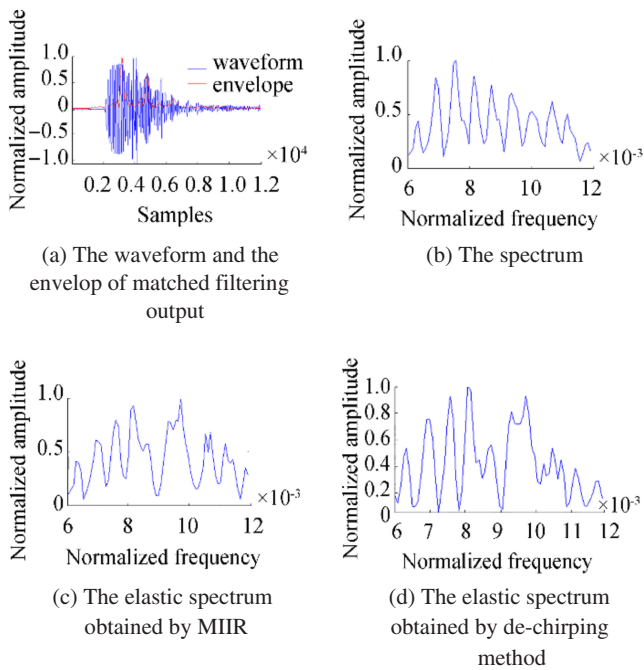 Normalized amplitude
1.0
0.5
0
−0.5
−1.0
waveform
envelope
×10^4
0.2 0.4 0.6 0.8 1.0 1.2
Samples
(a) The waveform and the
envelop of matched filtering
output
Normalized amplitude
1.0
0.5
0
×10^-3
6 8 10 12
Normalized frequency
(b) The spectrum
Normalized amplitude
1.0
0.5
0
×10^-3
6 8 10 12
Normalized frequency
(c) The elastic spectrum
obtained by MIIR
Normalized amplitude
1.0
0.8
0.6
0.4
0.2
0
×10^-3
6 7 8 9 10 11 12
Normalized frequency
(d) The elastic spectrum
obtained by de-chirping
method